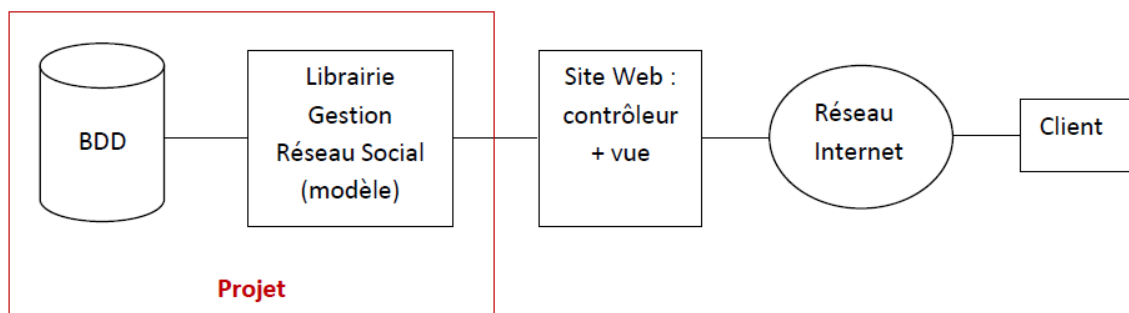 BDD
Librairie
Gestion
Réseau Social
(modèle)
Site Web :
contrôleur
+ vue
Réseau
Internet
Client
Projet